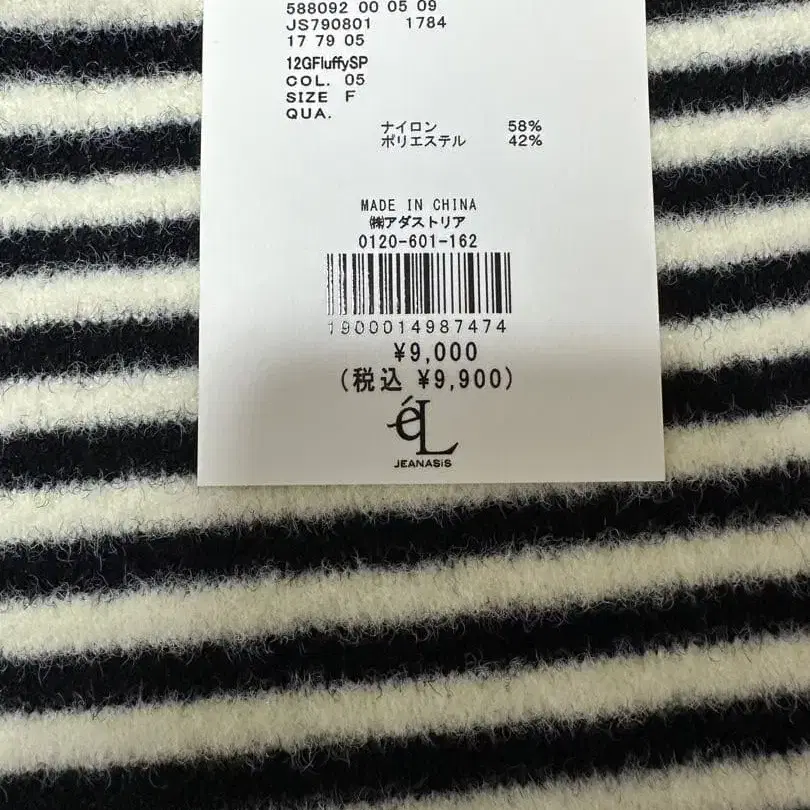 588092 00 05 09
JS790801 1784
17 79 05
12GFluffySP
COL. 05
SIZE F
QUA.
ナイロン 58%
ポリエステル 42%
MADE IN CHINA
㈱アダストリア
0120-601-162
1900014987474
¥9,000
(税込 ¥9,900)
éL
JEANASiS